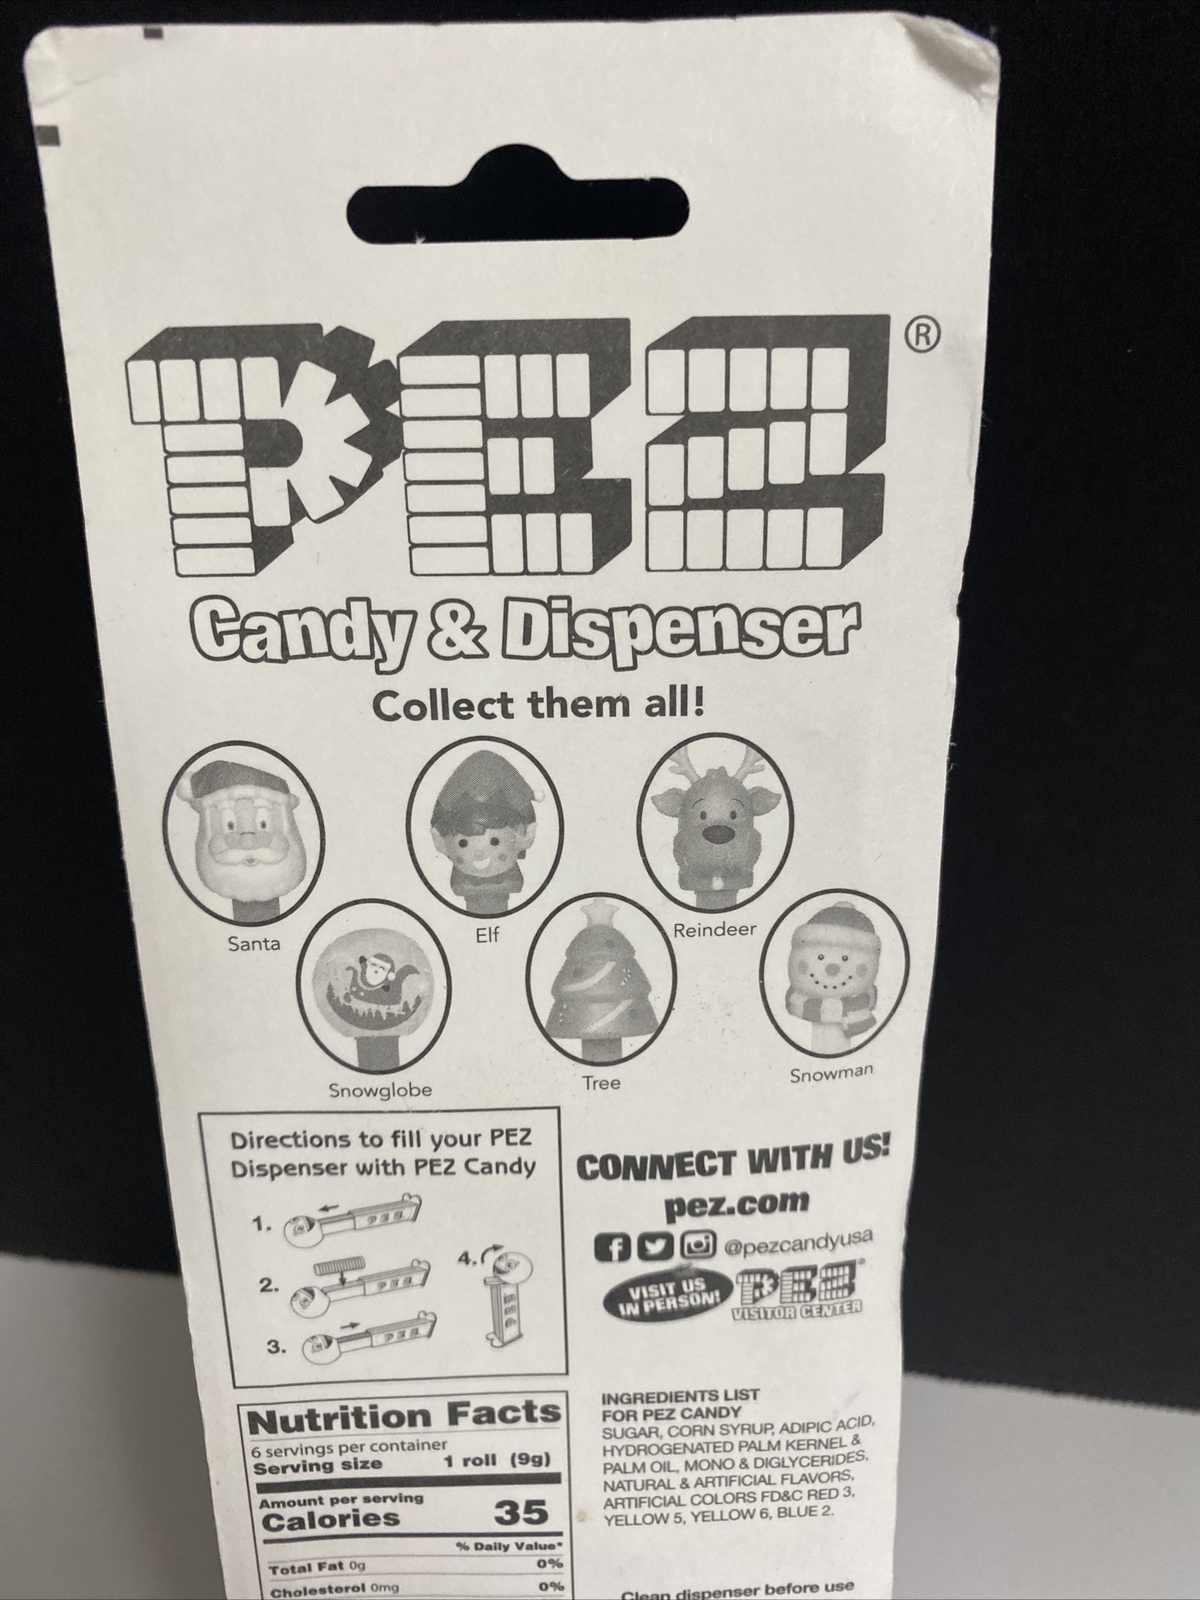 PEZ®
Candy & Dispenser
Collect them all!
Santa
Elf
Reindeer
Snowglobe
Tree
Snowman
Directions to fill your PEZ
Dispenser with PEZ Candy
1.
2.
3.
4.
CONNECT WITH US!
pez.com
@pezcandyusa
VISIT US
IN PERSON!
PEZ®
VISITOR CENTER
Nutrition Facts
6 servings per container
Serving size 1 roll (9g)
Amount per serving
Calories 35
% Daily Value*
Total Fat 0g 0%
Cholesterol 0mg 0%
INGREDIENTS LIST
FOR PEZ CANDY
SUGAR, CORN SYRUP, ADIPIC ACID,
HYDROGENATED PALM KERNEL &
PALM OIL, MONO & DIGLYCERIDES,
NATURAL & ARTIFICIAL FLAVORS,
ARTIFICIAL COLORS FD&C RED 3,
YELLOW 5, YELLOW 6, BLUE 2.
Clean dispenser before use